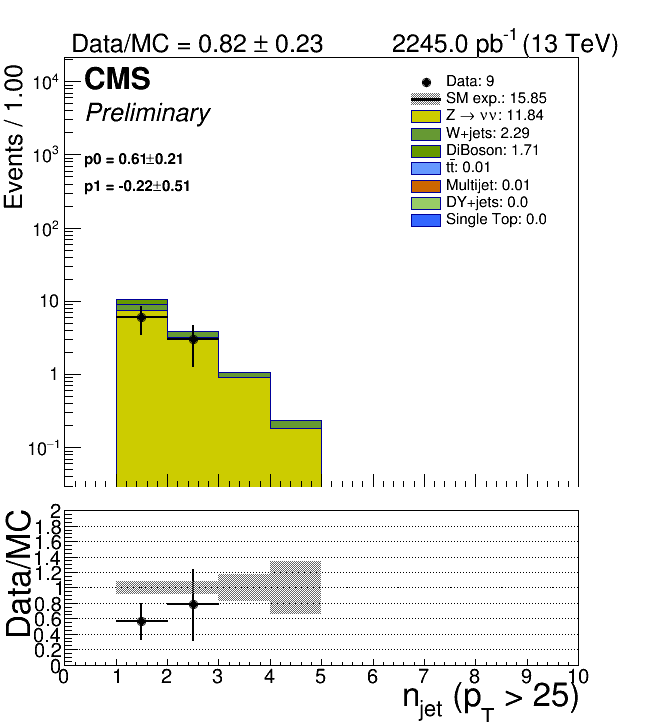 Data/MC = 0.82 ± 0.23 2245.0 pb⁻¹ (13 TeV)
CMS
Preliminary
p0 = 0.61±0.21
p1 = -0.22±0.51
Data: 9
SM exp.: 15.85
Z → νν: 11.84
W+jets: 2.29
DiBoson: 1.71
tt̄: 0.01
Multijet: 0.01
DY+jets: 0.0
Single Top: 0.0
Events / 1.00
10⁴
10³
10²
10
1
10⁻¹
Data/MC
2
1.8
1.6
1.4
1.2
1
0.8
0.6
0.4
0.2
0
0 1 2 3 4 5 6 7 8 9 10
n_jet (p_T > 25)